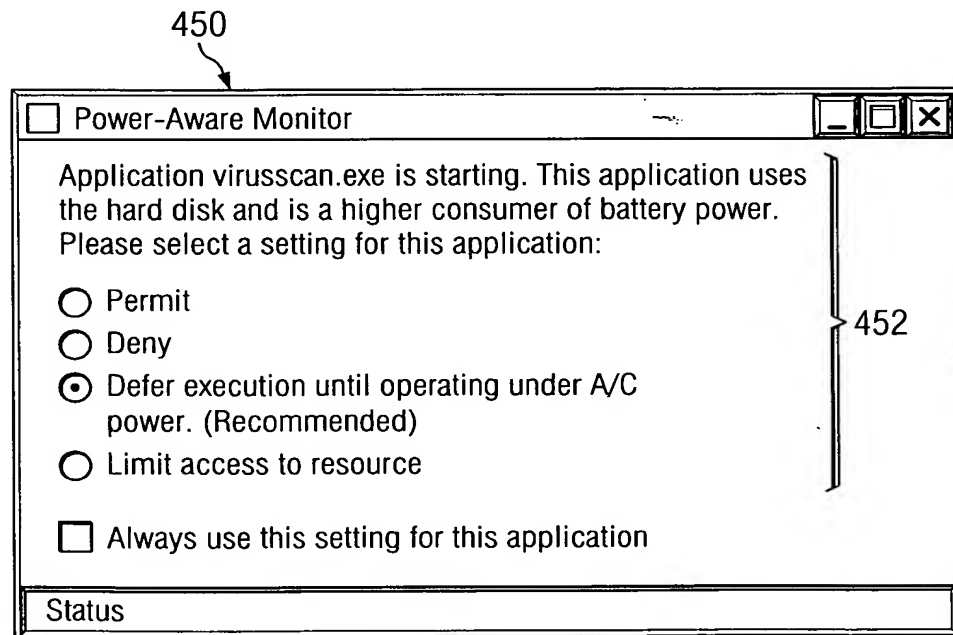 450
Power-Aware Monitor
Application virusscan.exe is starting. This application uses
the hard disk and is a higher consumer of battery power.
Please select a setting for this application:
Permit
Deny
Defer execution until operating under A/C
power. (Recommended)
Limit access to resource
452
Always use this setting for this application
Status